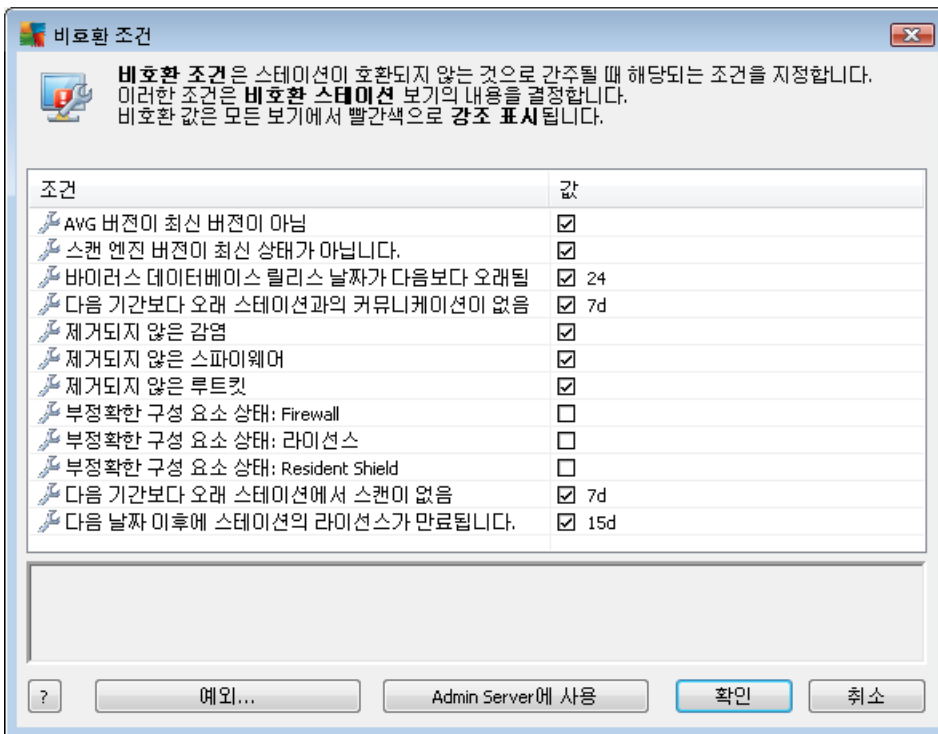 비호환 조건
비호환 조건은 스테이션이 호환되지 않는 것으로 간주될 때 해당되는 조건을 지정합니다.
이러한 조건은 비호환 스테이션 보기의 내용을 결정합니다.
비호환 값은 모든 보기에서 빨간색으로 강조 표시됩니다.
조건 값
AVG 버전이 최신 버전이 아님
스캔 엔진 버전이 최신 상태가 아닙니다.
바이러스 데이터베이스 릴리스 날짜가 다음보다 오래됨 24
다음 기간보다 오래 스테이션과의 커뮤니케이션이 없음 7d
제거되지 않은 감염
제거되지 않은 스파이웨어
제거되지 않은 루트킷
부정확한 구성 요소 상태: Firewall
부정확한 구성 요소 상태: 라이선스
부정확한 구성 요소 상태: Resident Shield
다음 기간보다 오래 스테이션에서 스캔이 없음 7d
다음 날짜 이후에 스테이션의 라이선스가 만료됩니다. 15d
? 예외... Admin Server에 사용 확인 취소